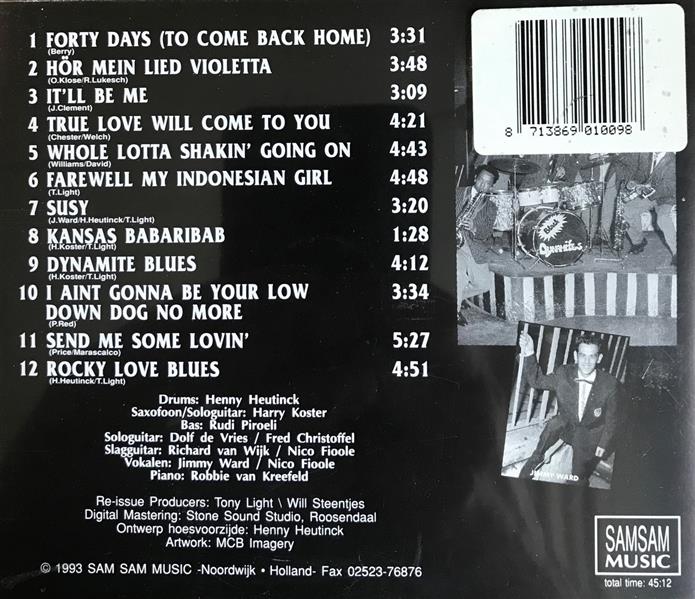 1 FORTY DAYS (TO COME BACK HOME) 3:31
(Berry)
2 HÖR MEIN LIED VIOLETTA 3:48
(O.Klose/R.Lukesch)
3 IT'LL BE ME 3:09
(J.Clement)
4 TRUE LOVE WILL COME TO YOU 4:21
(Chester/Welch)
5 WHOLE LOTTA SHAKIN' GOING ON 4:43
(Williams/David)
6 FAREWELL MY INDONESIAN GIRL 4:48
(T.Light)
7 SUSY 3:20
(J.Ward/H.Heutinck/T.Light)
8 KANSAS BABARIBAB 1:28
(H.Koster/T.Light)
9 DYNAMITE BLUES 4:12
(H.Koster/T.Light)
10 I AINT GONNA BE YOUR LOW 3:34
DOWN DOG NO MORE
(P.Red)
11 SEND ME SOME LOVIN' 5:27
(Price/Marascalco)
12 ROCKY LOVE BLUES 4:51
(H.Heutinck/T.Light)
Drums: Henny Heutinck
Saxofoon/Sologuitar: Harry Koster
Bas: Rudi Piroeli
Sologuitar: Dolf de Vries / Fred Christoffel
Slagguitar: Richard van Wijk / Nico Fioole
Vokalen: Jimmy Ward / Nico Fioole
Piano: Robbie van Kreefeld
Re-issue Producers: Tony Light \ Will Steentjes
Digital Mastering: Stone Sound Studio, Roosendaal
Ontwerp hoesvoorzijde: Henny Heutinck
Artwork: MCB Imagery
© 1993 SAM SAM MUSIC -Noordwijk • Holland- Fax 02523-76876
8 713869 010098
JIMMY WARD
SAMSAM
MUSIC
total time: 45:12